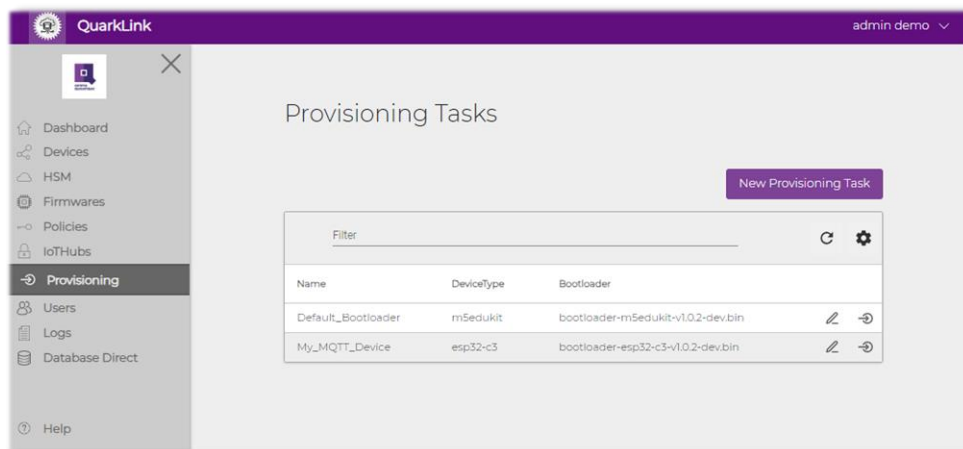 QuarkLink
admin demo
Dashboard
Devices
HSM
Firmwares
Policies
IoTHubs
Provisioning
Users
Logs
Database Direct
Help
Provisioning Tasks
New Provisioning Task
Filter
Name DeviceType Bootloader
Default_Bootloader m5edukit bootloader-m5edukit-v1.0.2-dev.bin
My_MQTT_Device esp32-c3 bootloader-esp32-c3-v1.0.2-dev.bin